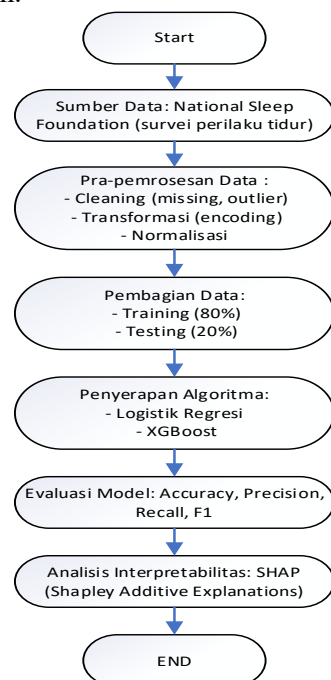 Start
Sumber Data: National Sleep
Foundation (survei perilaku tidur)
Pra-pemrosesan Data :
- Cleaning (missing, outlier)
- Transformasi (encoding)
- Normalisasi
Pembagian Data:
- Training (80%)
- Testing (20%)
Penyerapan Algoritma:
- Logistik Regresi
- XGBoost
Evaluasi Model: Accuracy, Precision,
Recall, F1
Analisis Interpretabilitas: SHAP
(Shapley Additive Explanations)
END